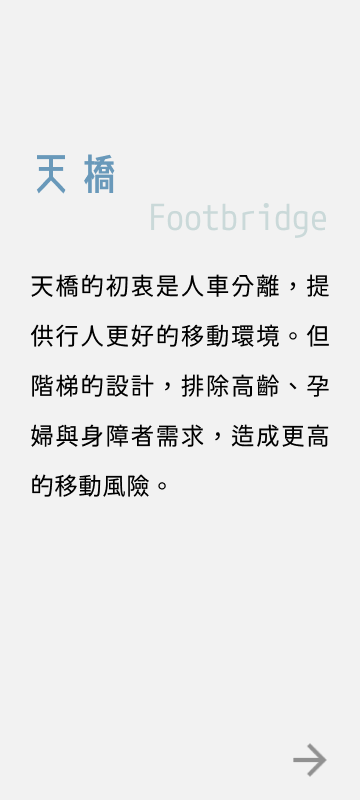 天橋
Footbridge
天橋的初衷是人車分離，提
供行人更好的移動環境。但
階梯的設計，排除高齡、孕
婦與身障者需求，造成更高
的移動風險。